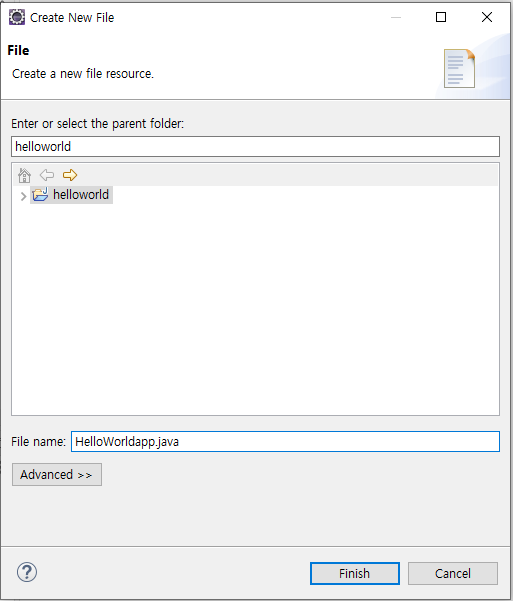 Create New File
File
Create a new file resource.
Enter or select the parent folder:
helloworld
helloworld
File name: HelloWorldapp.java
Advanced >>
Finish Cancel